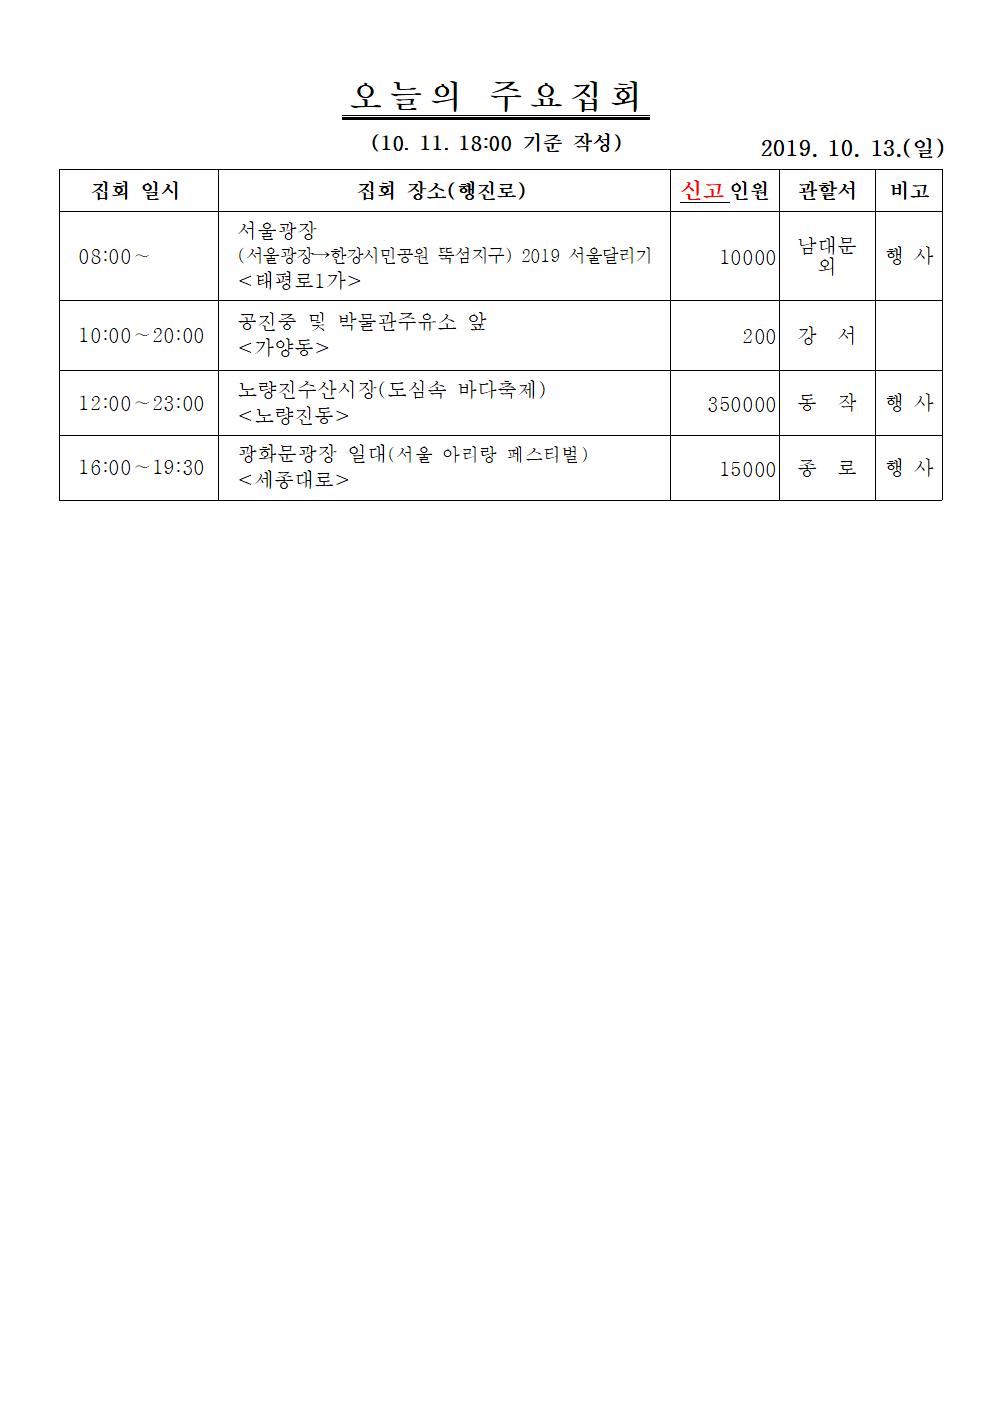 오늘의 주요집회
(10. 11. 18:00 기준 작성)
2019. 10. 13.(일)
집회 일시 집회 장소(행진로) 신고인원 관할서 비고
08:00~ 서울광장
(서울광장→한강시민공원 뚝섬지구) 2019 서울달리기
<태평로1가> 10000 남대문
외 행 사
10:00~20:00 공진중 및 박물관주유소 앞
<가양동> 200 강 서
12:00~23:00 노량진수산시장(도심속 바다축제)
<노량진동> 350000 동 작 행 사
16:00~19:30 광화문광장 일대(서울 아리랑 페스티벌)
<세종대로> 15000 종 로 행 사